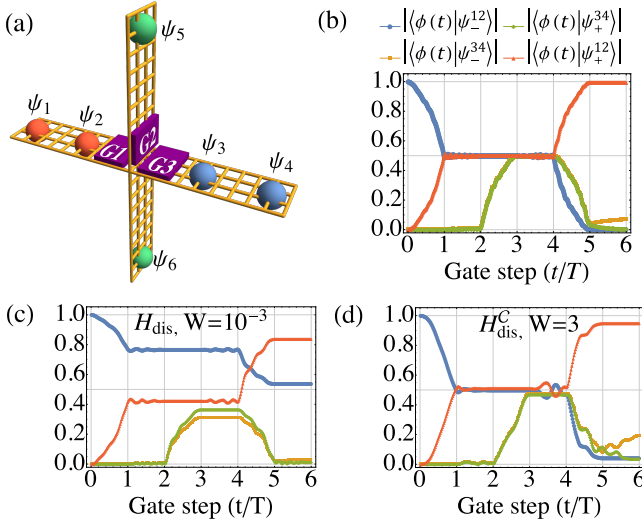 (a)
ψ₅
ψ₁
ψ₂
G1
G2
G3
ψ₃
ψ₄
ψ₆
(b)
|⟨ϕ(t)|ψ₋¹²⟩| |⟨ϕ(t)|ψ₊³⁴⟩|
|⟨ϕ(t)|ψ₋³⁴⟩| |⟨ϕ(t)|ψ₊¹²⟩|
1.0
0.8
0.6
0.4
0.2
0.0
0 1 2 3 4 5 6
Gate step (t/T)
(c)
H_dis, W=10⁻³
1.0
0.8
0.6
0.4
0.2
0.0
0 1 2 3 4 5 6
Gate step (t/T)
(d)
H^C_dis, W=3
1.0
0.8
0.6
0.4
0.2
0.0
0 1 2 3 4 5 6
Gate step (t/T)